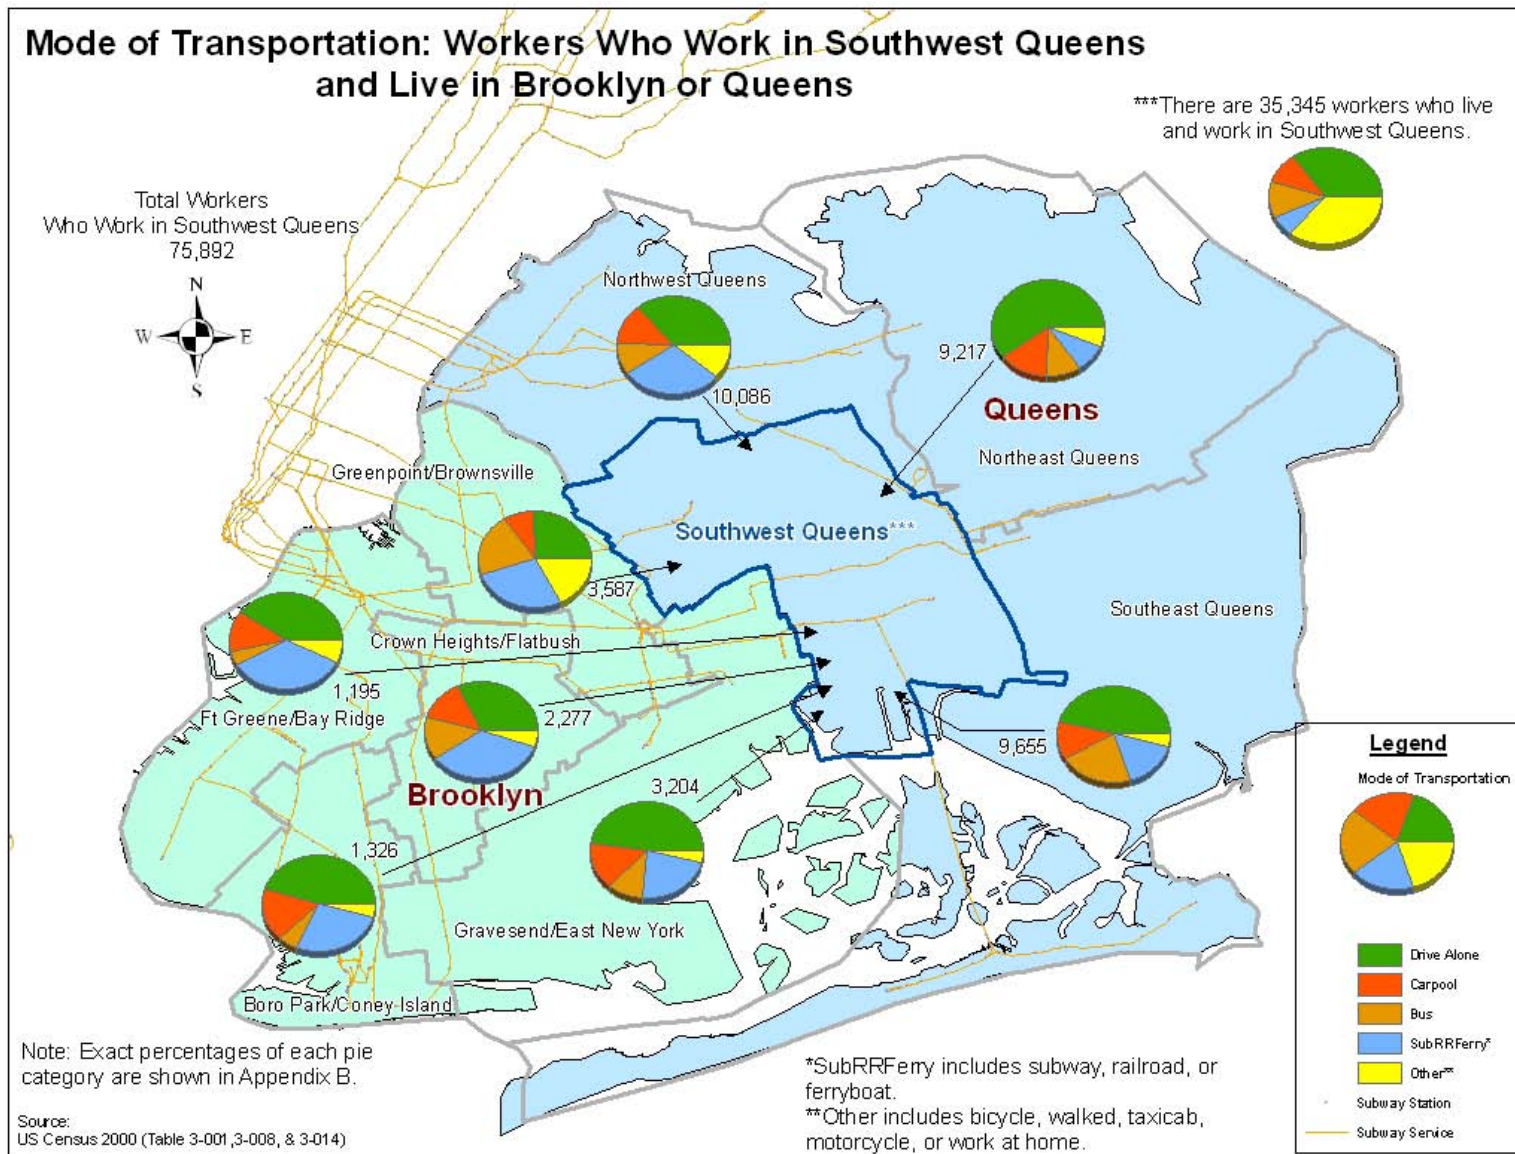 Mode of Transportation: Workers Who Work in Southwest Queens
and Live in Brooklyn or Queens
***There are 35,345 workers who live
and work in Southwest Queens.
Total Workers
Who Work in Southwest Queens
75,892
N
W
E
S
Northwest Queens
10,086
9,217
Queens
Northeast Queens
Greenpoint/Brownsville
Southwest Queens***
3,587
Southeast Queens
Crown Heights/Flatbush
1,195
Ft Greene/Bay Ridge
2,277
9,655
Brooklyn
3,204
1,326
Gravesend/East New York
Boro Park/Coney Island
Legend
Mode of Transportation
Drive Alone
Carpool
Bus
SubRRFerry*
Other**
Subway Station
Subway Service
Note: Exact percentages of each pie
category are shown in Appendix B.
Source:
US Census 2000 (Table 3-001,3-008, & 3-014)
*SubRRFerry includes subway, railroad, or
ferryboat.
**Other includes bicycle, walked, taxicab,
motorcycle, or work at home.